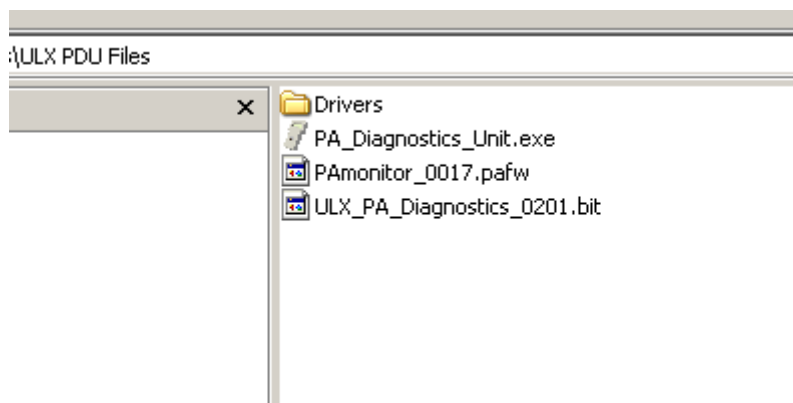 \ULX PDU Files
Drivers
PA_Diagnostics_Unit.exe
PAmonitor_0017.pafw
ULX_PA_Diagnostics_0201.bit